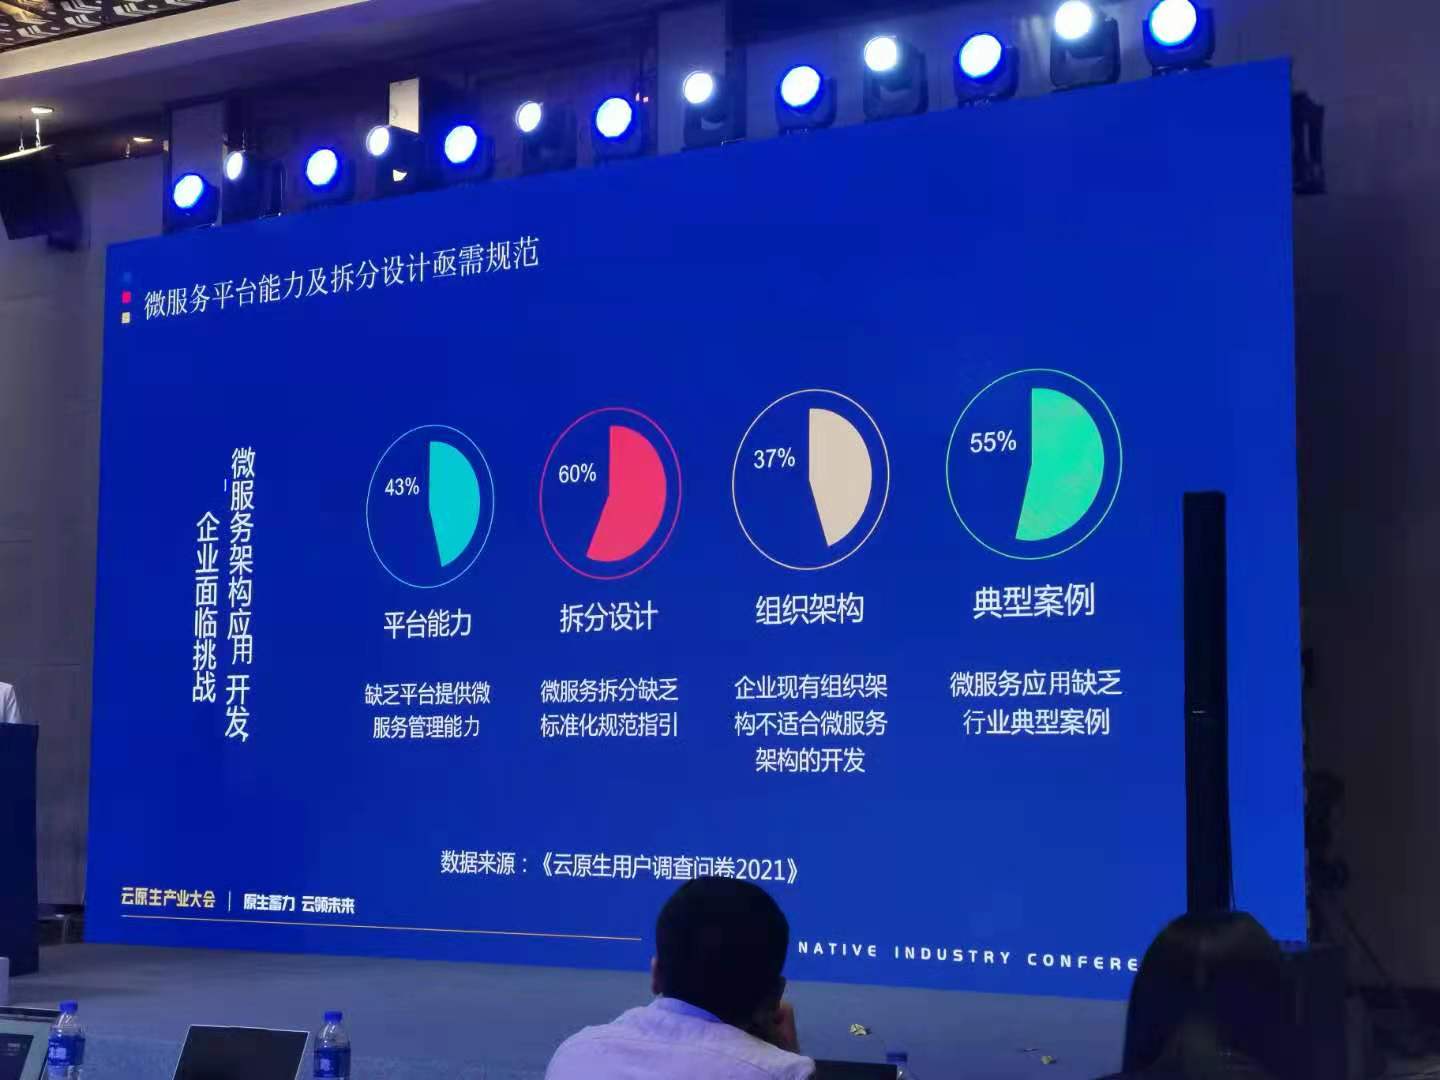 微服务平台能力及拆分设计亟需规范
微服务架构应用开发,
企业面临挑战
43%
平台能力
缺乏平台提供微
服务管理能力
60%
拆分设计
微服务拆分缺乏
标准化规范指引
37%
组织架构
企业现有组织架
构不适合微服务
架构的开发
55%
典型案例
微服务应用缺乏
行业典型案例
数据来源：《云原生用户调查问卷2021》
云原生产业大会 | 原生蓄力 云领未来
NATIVE INDUSTRY CONFERE